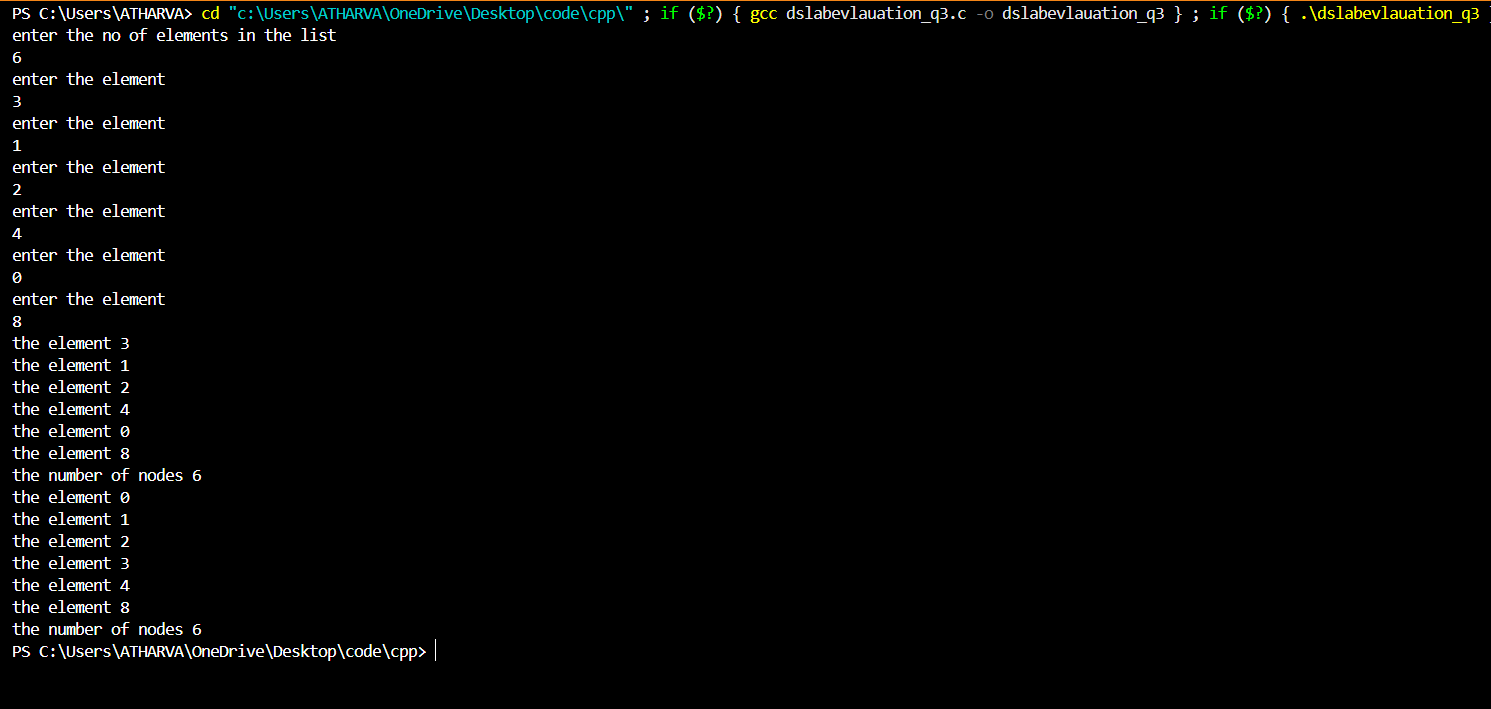 PS C:\Users\ATHARVA> cd "c:\Users\ATHARVA\OneDrive\Desktop\code\cpp\" ; if ($?) { gcc dslabevlauation_q3.c -o dslabevlauation_q3 } ; if ($?) { .\dslabevlauation_q3 }
enter the no of elements in the list
6
enter the element
3
enter the element
1
enter the element
2
enter the element
4
enter the element
0
enter the element
8
the element 3
the element 1
the element 2
the element 4
the element 0
the element 8
the number of nodes 6
the element 0
the element 1
the element 2
the element 3
the element 4
the element 8
the number of nodes 6
PS C:\Users\ATHARVA\OneDrive\Desktop\code\cpp>